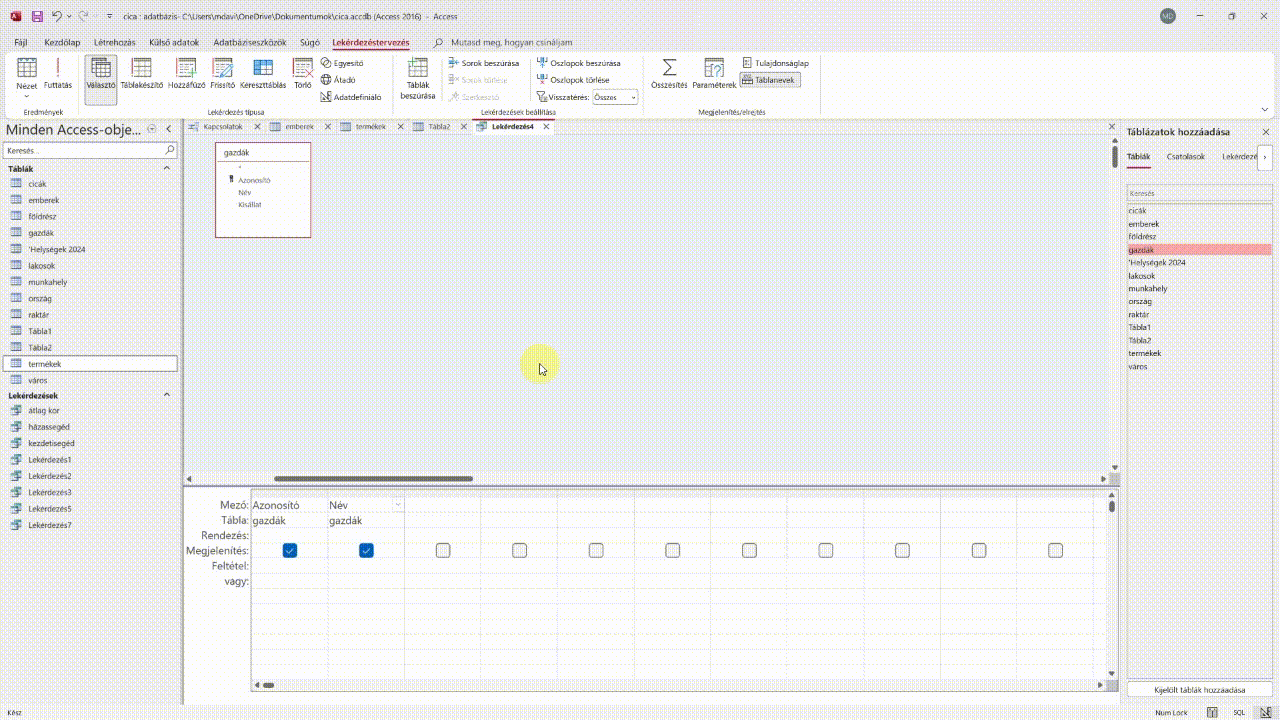 cica : adatbázis- C:\Users\mdavi\OneDrive\Dokumentumok\cica.accdb (Access 2016) - Access
MD
Fájl Kezdőlap Létrehozás Külső adatok Adatbáziseszközök Súgó Lekérdezéstervezés Mutasd meg, hogyan csináljam
Nézet Futtatás Választó Táblakészítő Hozzáfűző Frissítő Kereszttáblás Törlő
Egyesítő
Átadó
Adatdefiniáló
Táblák beszúrása
Sorok beszúrása
Sorok törlése
Szerkesztő
Oszlopok beszúrása
Oszlopok törlése
Visszatérés: Összes
Összesítés Paraméterek
Tulajdonságlap
Táblanevek
Eredmények Lekérdezés típusa Lekérdezések beállítása Megjelenítés/elrejtés
Minden Access-obje...
Keresés...
Táblák
cicák
emberek
földrész
gazdák
'Helységek 2024
lakosok
munkahely
ország
raktár
Tábla1
Tábla2
termékek
város
Lekérdezések
átlag kor
házassegéd
kezdetisegéd
Lekérdezés1
Lekérdezés2
Lekérdezés3
Lekérdezés5
Lekérdezés7
Kapcsolatok emberek termékek Tábla2 Lekérdezés4
gazdák
*
Azonosító
Név
Kisállat
Mező: Azonosító Név
Tábla: gazdák gazdák
Rendezés:
Megjelenítés:
Feltétel:
vagy:
Táblázatok hozzáadása
Táblák Csatolások Lekérdezé
Keresés
cicák
emberek
földrész
gazdák
'Helységek 2024
lakosok
munkahely
ország
raktár
Tábla1
Tábla2
termékek
város
Kijelölt táblák hozzáadása
Kész
Num Lock SQL